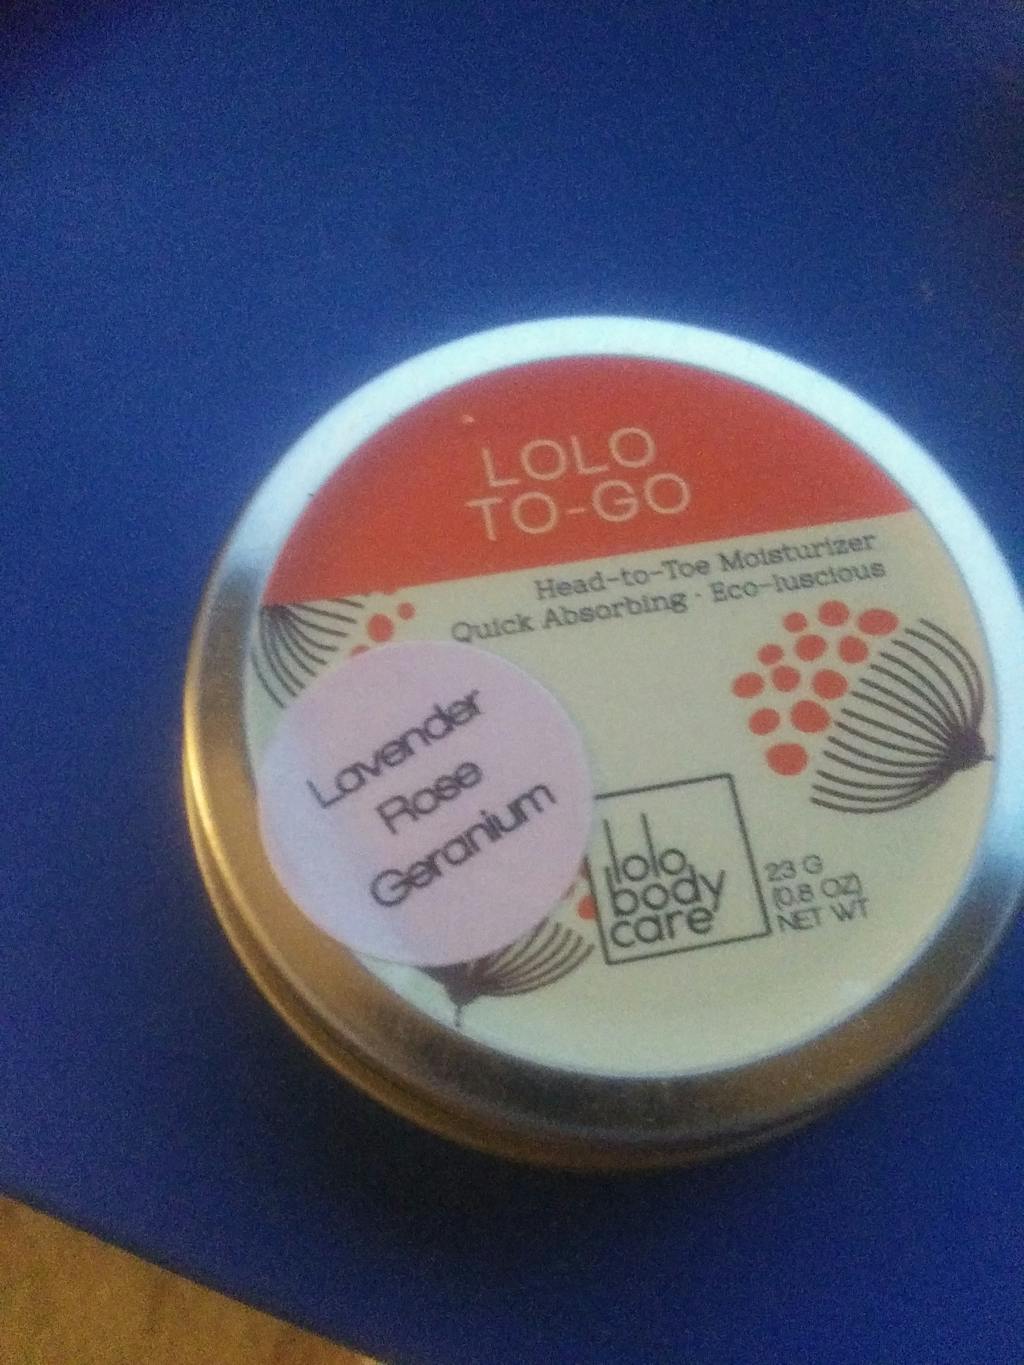 LOLO
TO-GO
Head-to-Toe Moisturizer
Quick Absorbing · Eco-luscious
Lavender
Rose
Geranium
lolo
body
care
23 G
(0.8 OZ)
NET WT